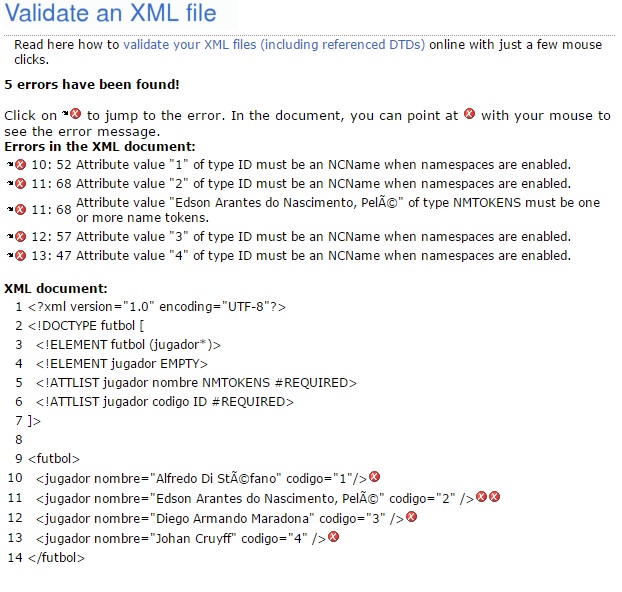 Validate an XML file
Read here how to validate your XML files (including referenced DTDs) online with just a few mouse
clicks.
5 errors have been found!
Click on to jump to the error. In the document, you can point at with your mouse to
see the error message.
Errors in the XML document:
10: 52 Attribute value "1" of type ID must be an NCName when namespaces are enabled.
11: 68 Attribute value "2" of type ID must be an NCName when namespaces are enabled.
11: 68 Attribute value "Edson Arantes do Nascimento, PelÃ©" of type NMTOKENS must be one
or more name tokens.
12: 57 Attribute value "3" of type ID must be an NCName when namespaces are enabled.
13: 47 Attribute value "4" of type ID must be an NCName when namespaces are enabled.
XML document:
1 <?xml version="1.0" encoding="UTF-8"?>
2 <!DOCTYPE futbol [
3 <!ELEMENT futbol (jugador*)>
4 <!ELEMENT jugador EMPTY>
5 <!ATTLIST jugador nombre NMTOKENS #REQUIRED>
6 <!ATTLIST jugador codigo ID #REQUIRED>
7 ]>
8
9 <futbol>
10 <jugador nombre="Alfredo Di StÃ©fano" codigo="1"/>
11 <jugador nombre="Edson Arantes do Nascimento, PelÃ©" codigo="2" />
12 <jugador nombre="Diego Armando Maradona" codigo="3" />
13 <jugador nombre="Johan Cruyff" codigo="4" />
14 </futbol>